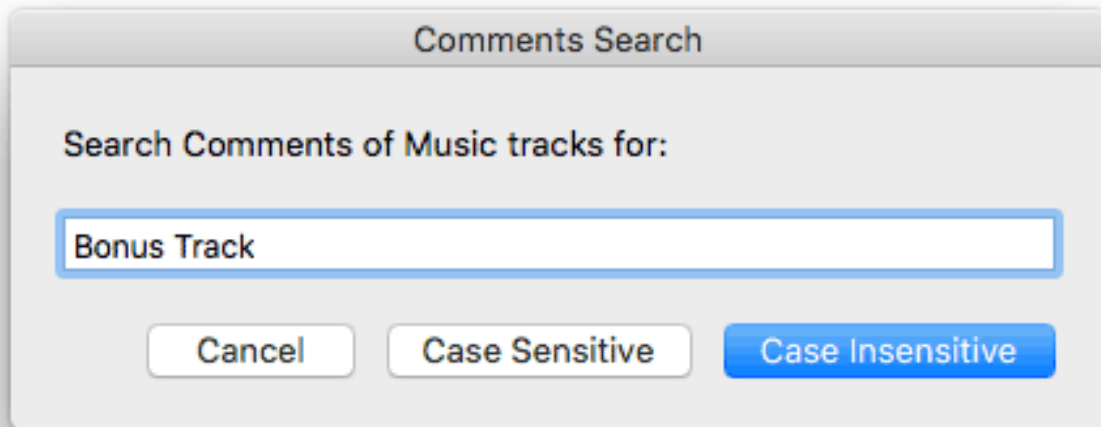 Comments Search
Search Comments of Music tracks for:
Bonus Track
Cancel Case Sensitive Case Insensitive